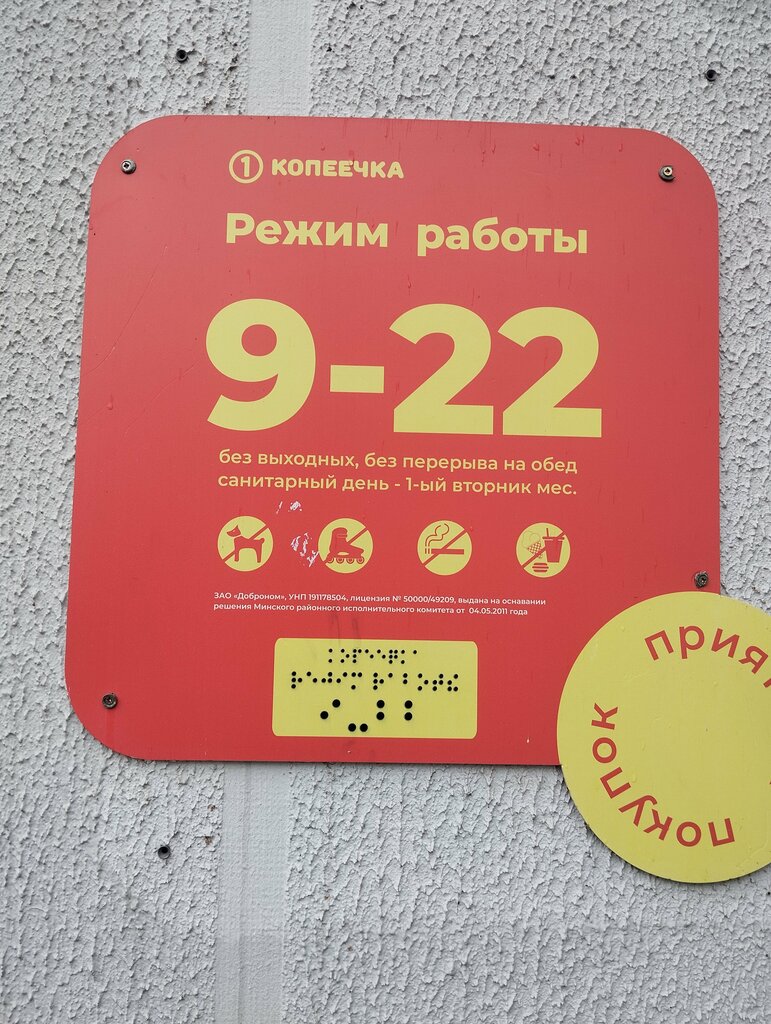 1 КОПЕЕЧКА
Режим работы
9-22
без выходных, без перерыва на обед
санитарный день - 1-ый вторник мес.
ЗАО «Доброном», УНП 191178504, лицензия № 50000/49209, выдана на основании
решения Минского районного исполнительного комитета от 04.05.2011 года
покупок